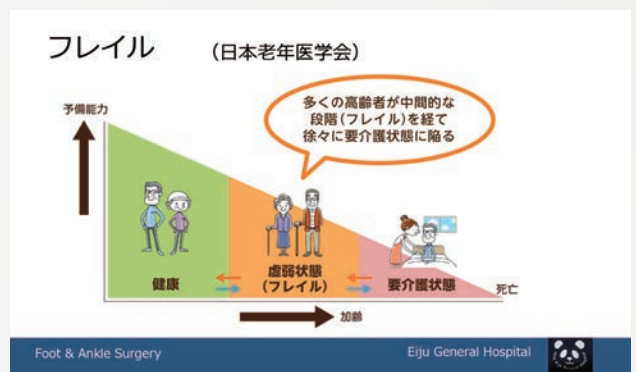 フレイル （日本老年医学会）
予備能力
多くの高齢者が中間的な
段階（フレイル）を経て
徐々に要介護状態に陥る
健康
虚弱状態
（フレイル）
要介護状態
死亡
加齢
Foot & Ankle Surgery
Eiju General Hospital